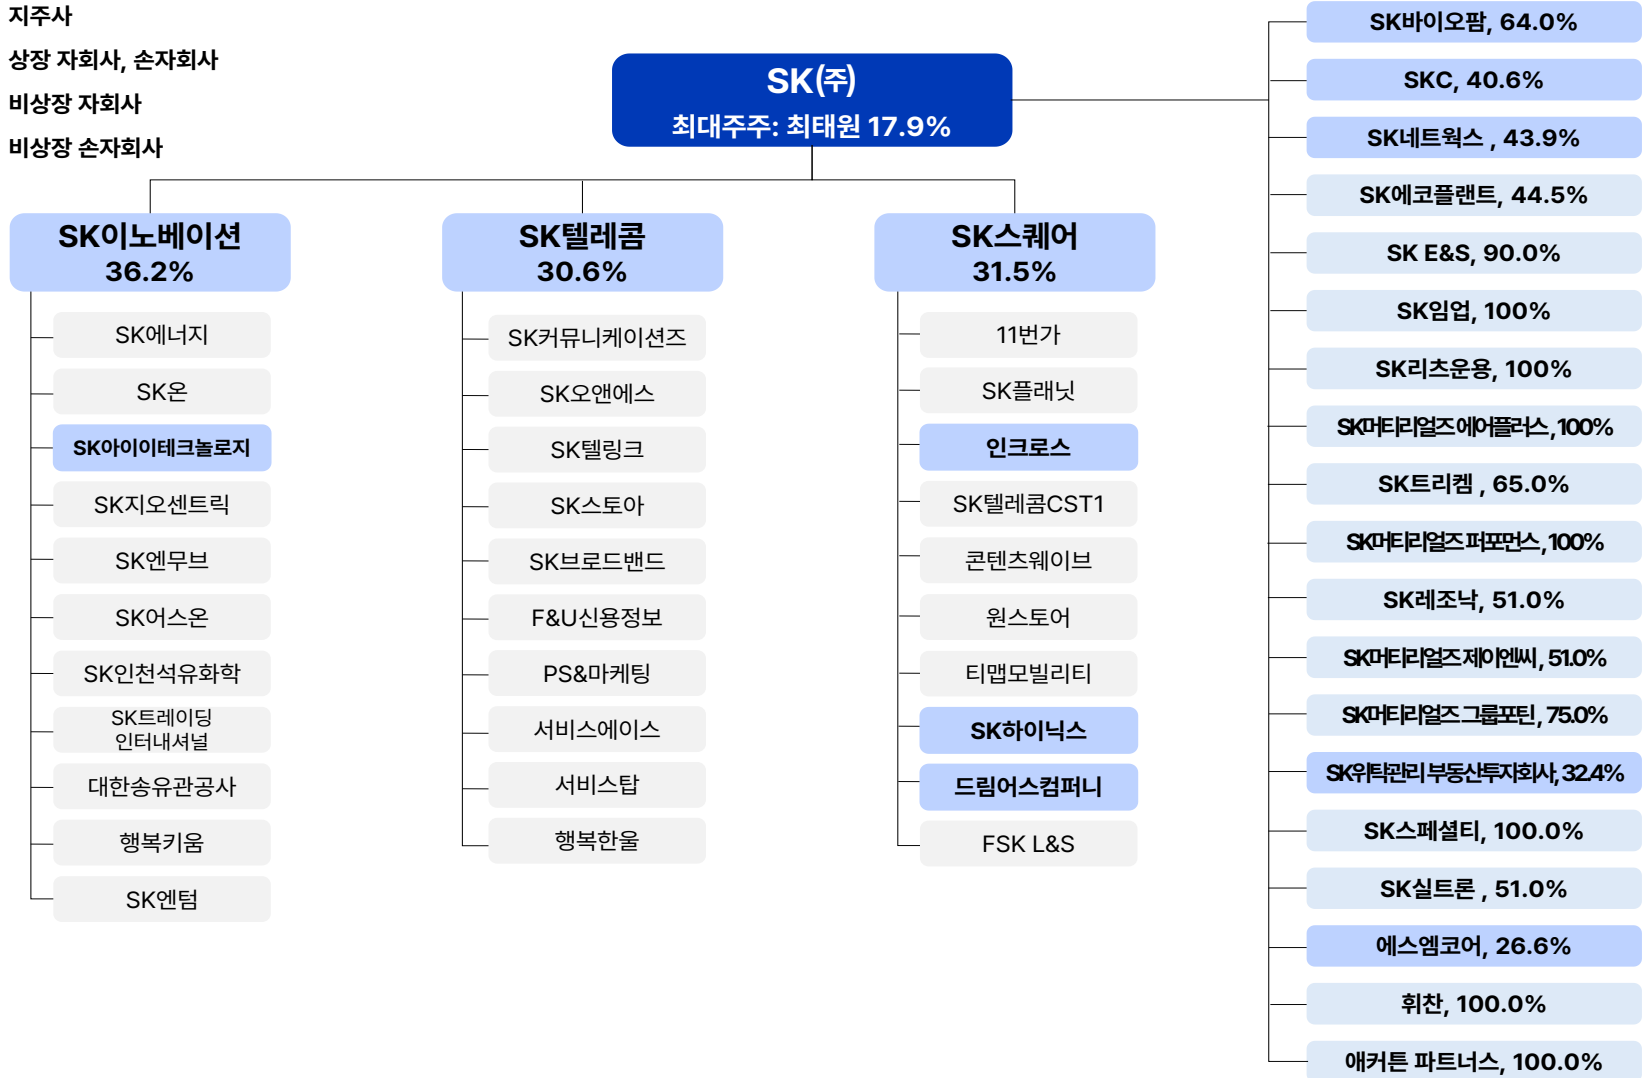 지주사
상장 자회사, 손자회사
비상장 자회사
비상장 손자회사
SK(주)
최대주주: 최태원 17.9%
SK이노베이션
36.2%
SK에너지
SK온
SK아이이테크놀로지
SK지오센트릭
SK엔무브
SK어스온
SK인천석유화학
SK트레이딩
인터내셔널
대한송유관공사
행복키움
SK엔텀
SK텔레콤
30.6%
SK커뮤니케이션즈
SK오앤에스
SK텔링크
SK스토아
SK브로드밴드
F&U신용정보
PS&마케팅
서비스에이스
서비스탑
행복한울
SK스퀘어
31.5%
11번가
SK플래닛
인크로스
SK텔레콤CST1
콘텐츠웨이브
원스토어
티맵모빌리티
SK하이닉스
드림어스컴퍼니
FSK L&S
SK바이오팜, 64.0%
SKC, 40.6%
SK네트웍스 , 43.9%
SK에코플랜트, 44.5%
SK E&S, 90.0%
SK임업, 100%
SK리츠운용, 100%
SK머티리얼즈 에어플러스 , 100%
SK트리켐 , 65.0%
SK머티리얼즈 퍼포먼스 , 100%
SK레조낙, 51.0%
SK머티리얼즈 제이엔씨 , 51.0%
SK머티리얼즈 그룹포틴 , 75.0%
SK위탁관리 부동산투자회사, 32.4%
SK스페셜티, 100.0%
SK실트론 , 51.0%
에스엠코어, 26.6%
휘찬, 100.0%
애커튼 파트너스, 100.0%